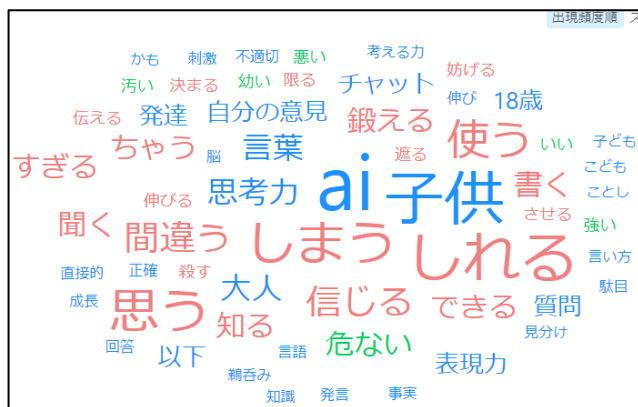 出現頻度順
かも 刺激 不適切 悪い 考える力
汚い 決まる 幼い 限る チャット 妨げる
伝える 発達 自分の意見 鍛える 伸び 18歳
すぎる ちゃう 脳 言葉 遮る 使う いい 子ども
伸びる 思考力 ai 子供 書く こども
聞く 間違う しまう しれる させる ことし
強い
直接的 正確 殺す 大人 言い方
成長 思う 知る 信じる できる 質問 駄目
回答 以下 言語 危ない 表現力 見分け
鵜呑み
知識 発言 事実